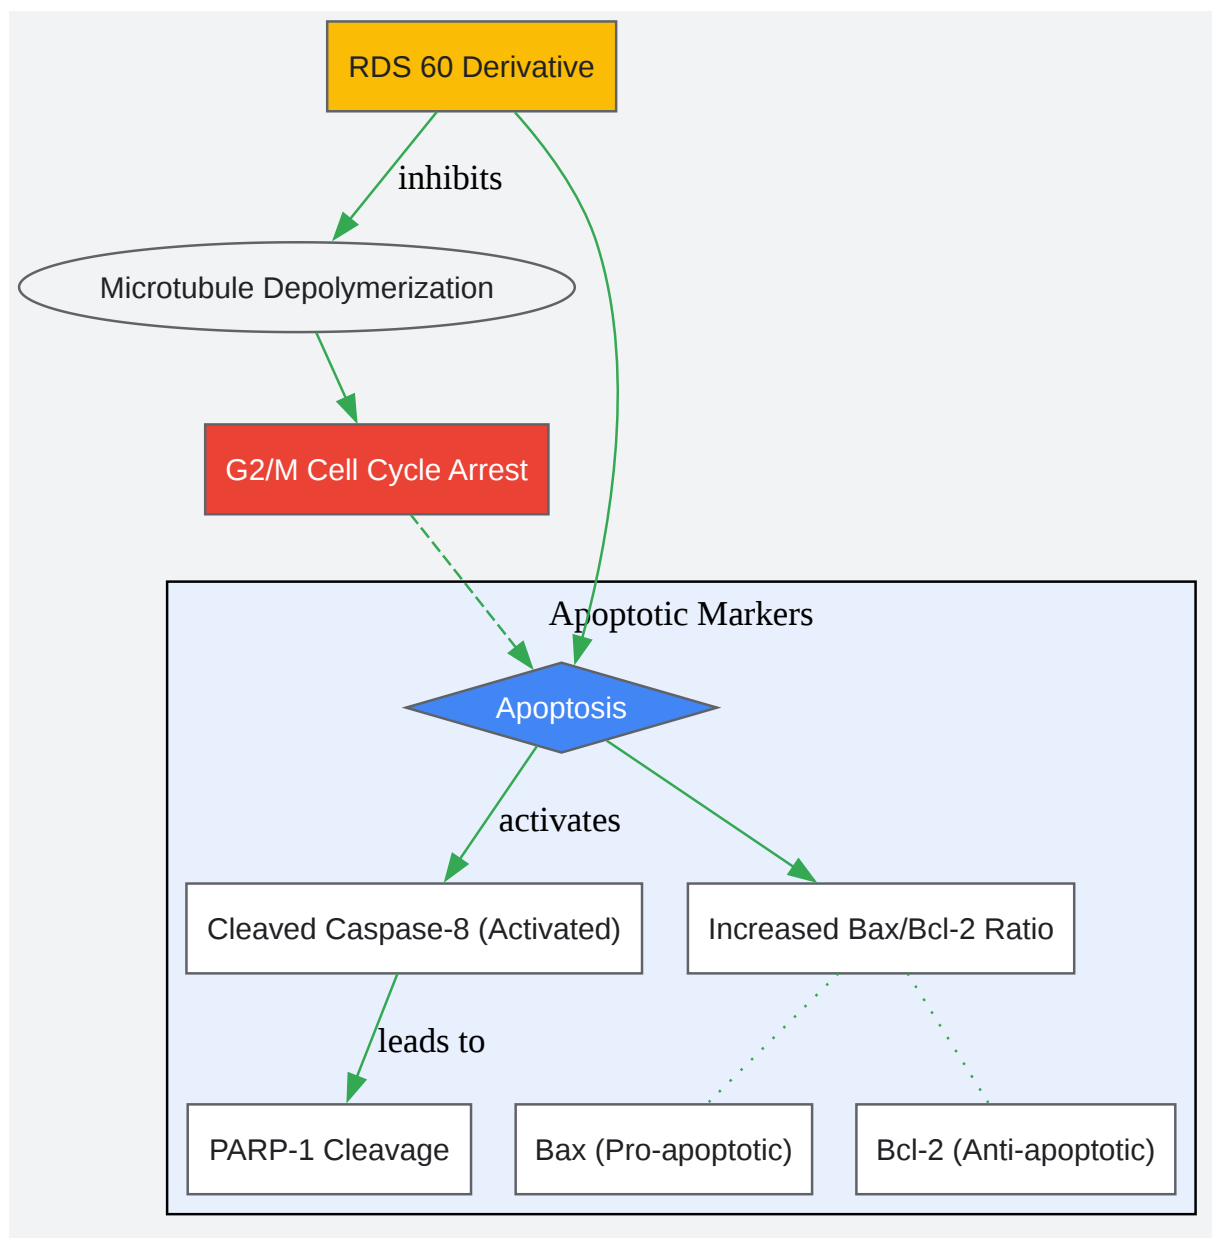 RDS 60 Derivative
inhibits
Microtubule Depolymerization
G2/M Cell Cycle Arrest
Apoptotic Markers
Apoptosis
activates
Cleaved Caspase-8 (Activated)
Increased Bax/Bcl-2 Ratio
leads to
PARP-1 Cleavage
Bax (Pro-apoptotic)
Bcl-2 (Anti-apoptotic)